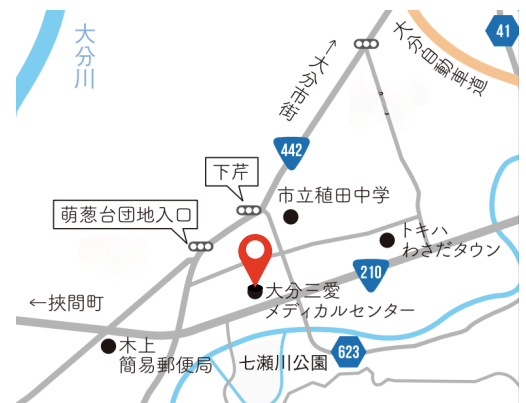 大分川
←大分市街
大分自動車道
41
442
下芹
市立稙田中学
萌葱台団地入口
トキハ
わさだタウン
210
大分三愛
メディカルセンター
←挾間町
木上
簡易郵便局
七瀬川公園
623